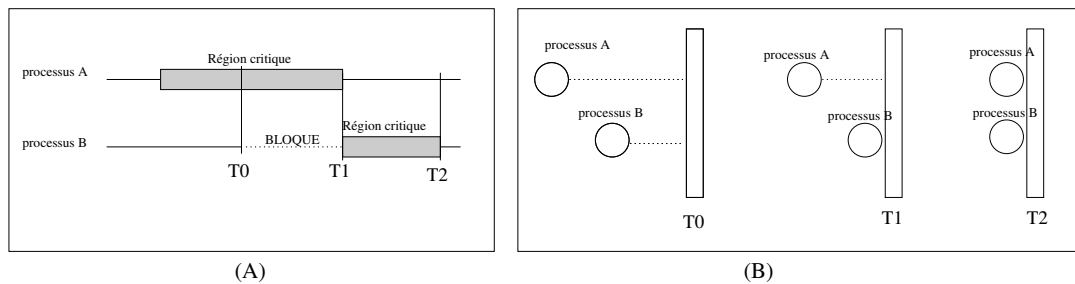 Région critique
processus A
Région critique
processus B
BLOQUE
T0
T1
T2
(A)
processus A
processus B
T0
processus A
processus B
T1
processus A
processus B
T2
(B)